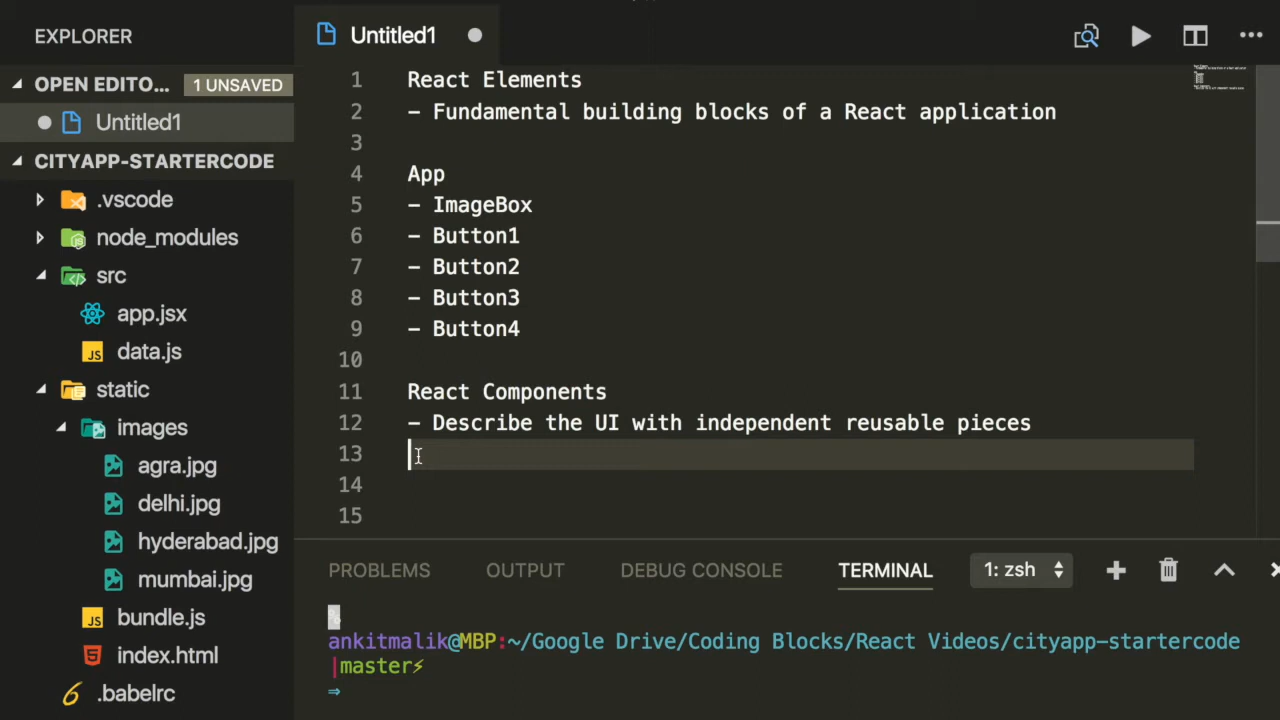 EXPLORER
OPEN EDITO... 1 UNSAVED
Untitled1
CITYAPP-STARTERCODE
.vscode
node_modules
src
app.jsx
JS data.js
static
images
agra.jpg
delhi.jpg
hyderabad.jpg
mumbai.jpg
JS bundle.js
5 index.html
6 .babelrc
Untitled1
1 React Elements
2 - Fundamental building blocks of a React application
3
4 App
5 - ImageBox
6 - Button1
7 - Button2
8 - Button3
9 - Button4
10
11 React Components
12 - Describe the UI with independent reusable pieces
13
14
15
PROBLEMS OUTPUT DEBUG CONSOLE TERMINAL 1: zsh
%
ankitmalik@MBP:~/Google Drive/Coding Blocks/React Videos/cityapp-startercode
|master⚡
⇒